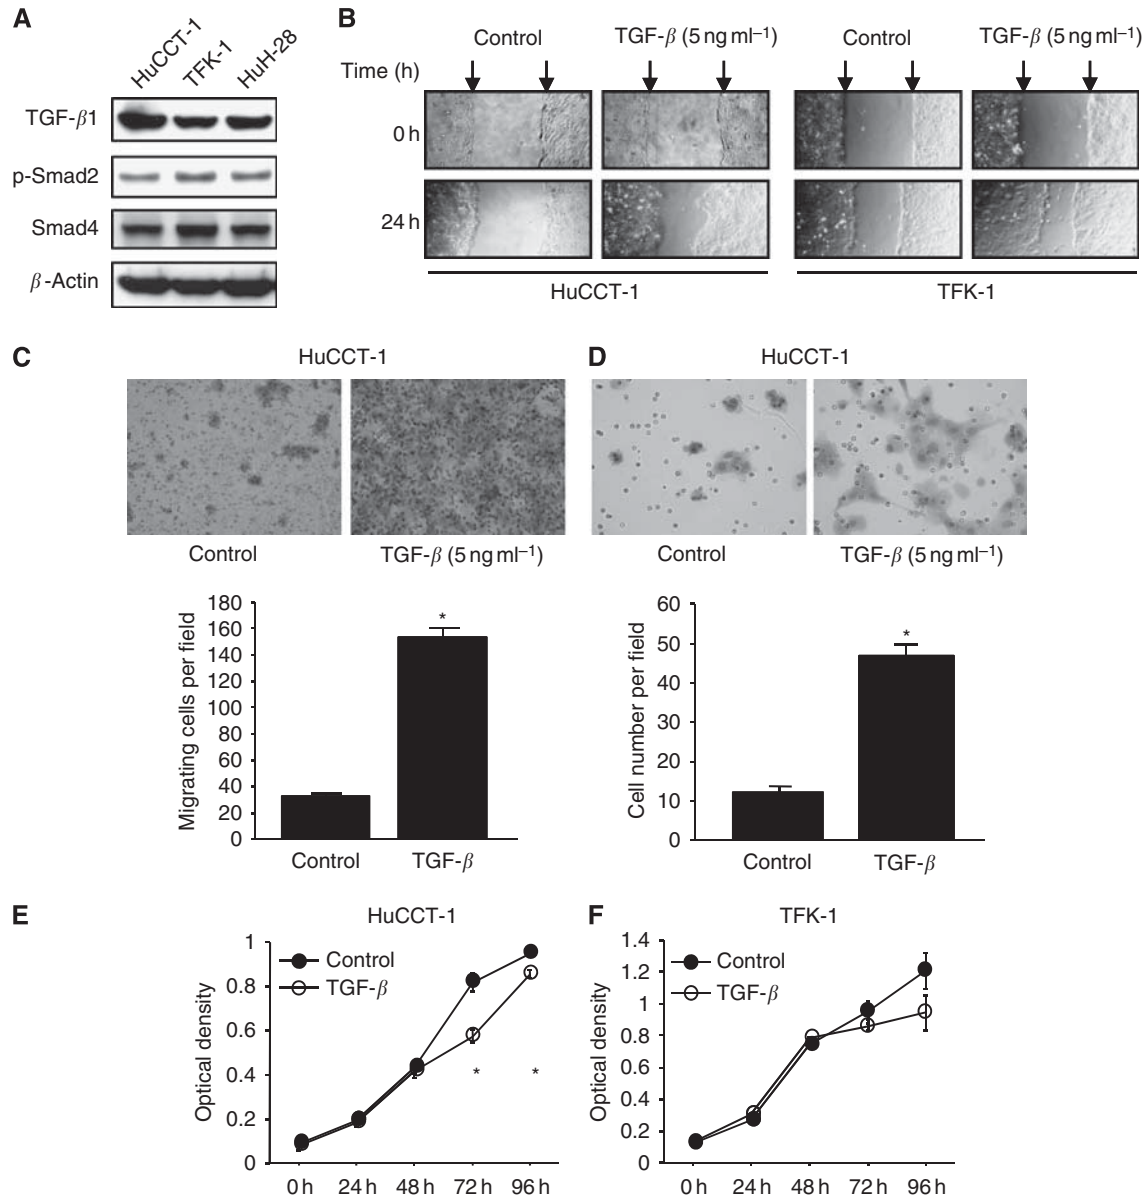 A
HuCCT-1
TFK-1
HuH-28
TGF-β1
p-Smad2
Smad4
β-Actin
B
Control
TGF-β (5 ng ml–1)
Control
TGF-β (5 ng ml–1)
Time (h)
0 h
24 h
HuCCT-1
TFK-1
C
HuCCT-1
Control
TGF-β (5 ng ml–1)
Migrating cells per field
180
160
140
120
100
80
60
40
20
0
*
Control
TGF-β
D
HuCCT-1
Control
TGF-β (5 ng ml–1)
Cell number per field
60
50
40
30
20
10
0
*
Control
TGF-β
E
HuCCT-1
Control
TGF-β
Optical density
1
0.8
0.6
0.4
0.2
0
* *
0 h 24 h 48 h 72 h 96 h
F
TFK-1
Control
TGF-β
Optical density
1.4
1.2
1
0.8
0.6
0.4
0.2
0
0 h 24 h 48 h 72 h 96 h